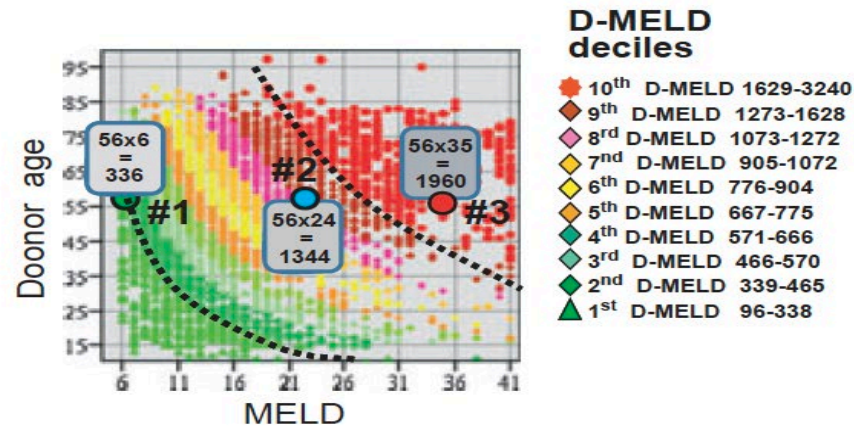 D-MELD
deciles
10th D-MELD 1629-3240
9th D-MELD 1273-1628
8rd D-MELD 1073-1272
7nd D-MELD 905-1072
6th D-MELD 776-904
5th D-MELD 667-775
4th D-MELD 571-666
3rd D-MELD 466-570
2nd D-MELD 339-465
1st D-MELD 96-338
Doonor age
95
85
75
65
55
45
35
25
15
56x6
=
336
#1
#2
56x24
=
1344
56x35
=
1960
#3
6 11 16 21 26 31 36 41
MELD